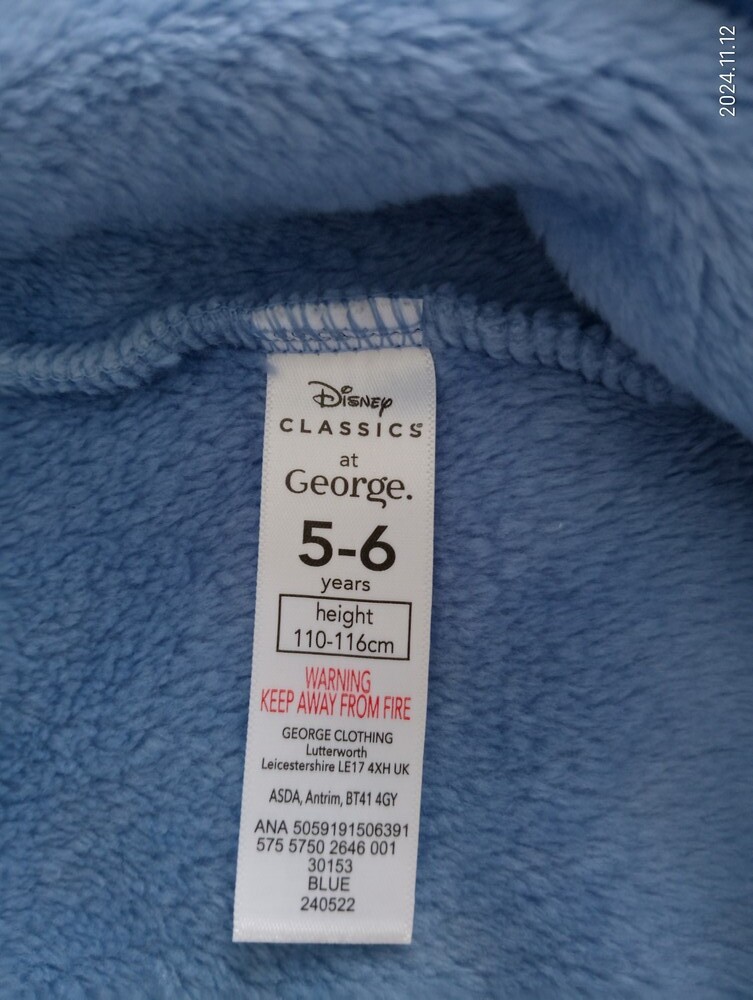 2024.11.12
Disney
CLASSICS
at
George.
5-6
years
height
110-116cm
WARNING
KEEP AWAY FROM FIRE
GEORGE CLOTHING
Lutterworth
Leicestershire LE17 4XH UK
ASDA, Antrim, BT41 4GY
ANA 5059191506391
575 5750 2646 001
30153
BLUE
240522